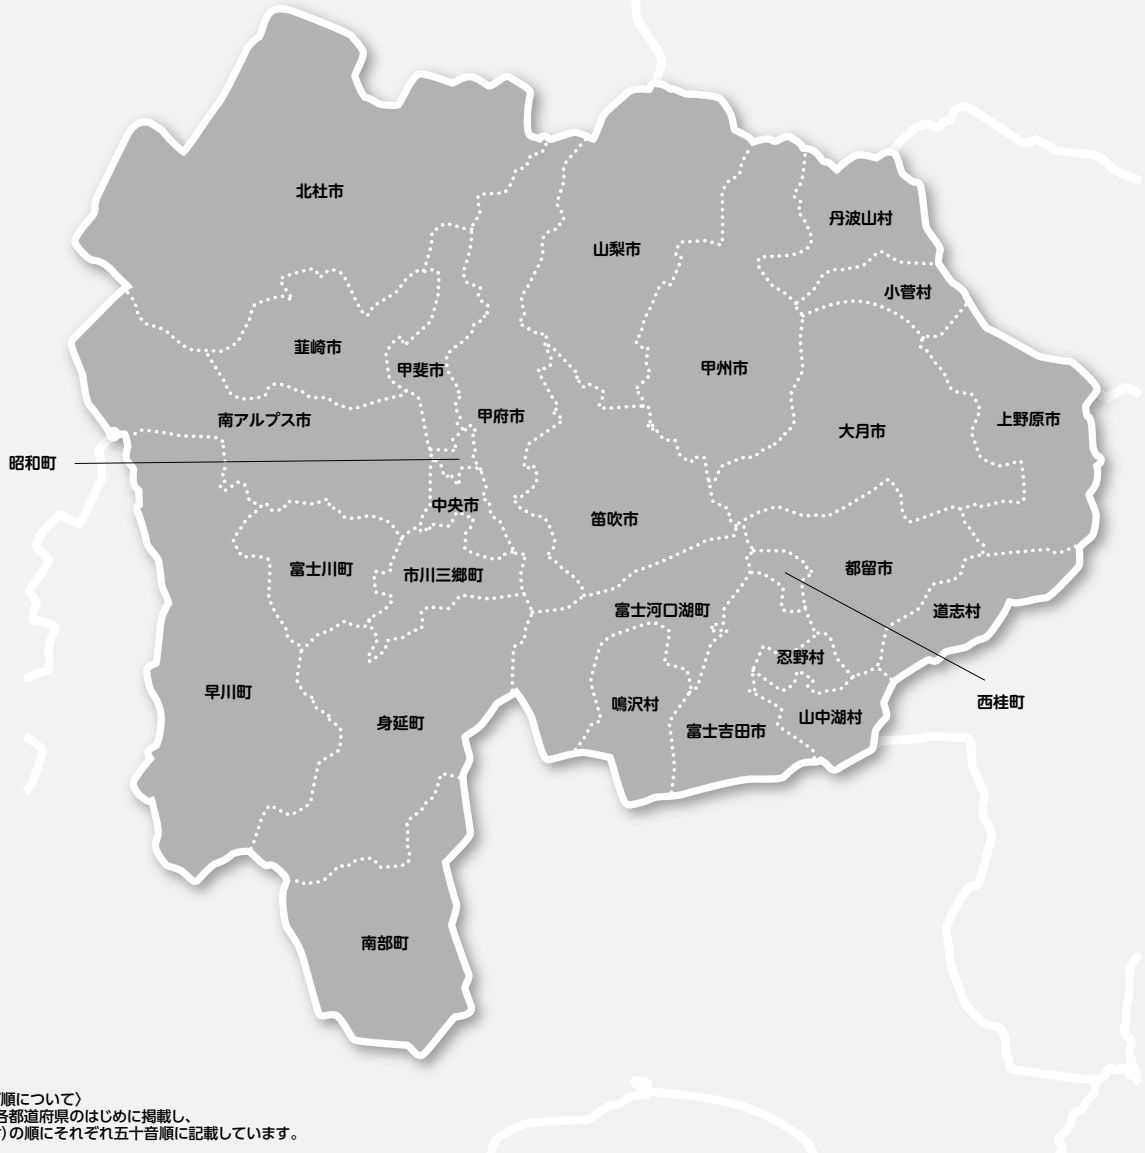 北杜市
丹波山村
山梨市
小菅村
韮崎市
甲斐市
甲州市
南アルプス市
甲府市
上野原市
大月市
昭和町
中央市
笛吹市
富士川町
市川三郷町
都留市
富士河口湖町
道志村
忍野村
早川町
鳴沢村
西桂町
身延町
山中湖村
富士吉田市
南部町
順について〉
各都道府県のはじめに掲載し、
)の順にそれぞれ五十音順に記載しています。